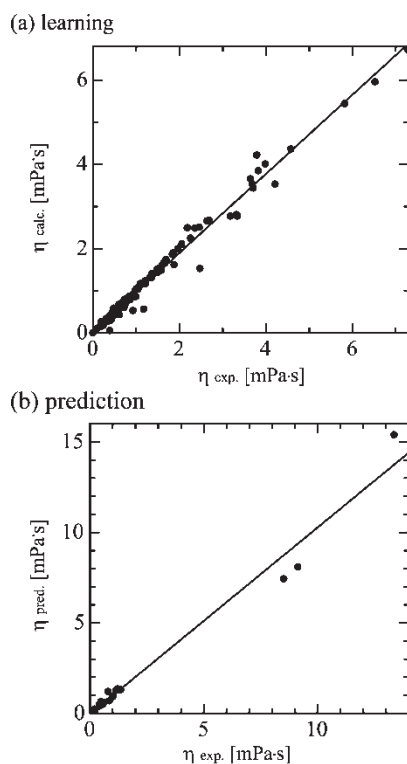 (a) learning
6
4
2
0
0 2 4 6
η calc. [mPa·s]
η exp. [mPa·s]
(b) prediction
15
10
5
0
0 5 10
η pred. [mPa·s]
η exp. [mPa·s]